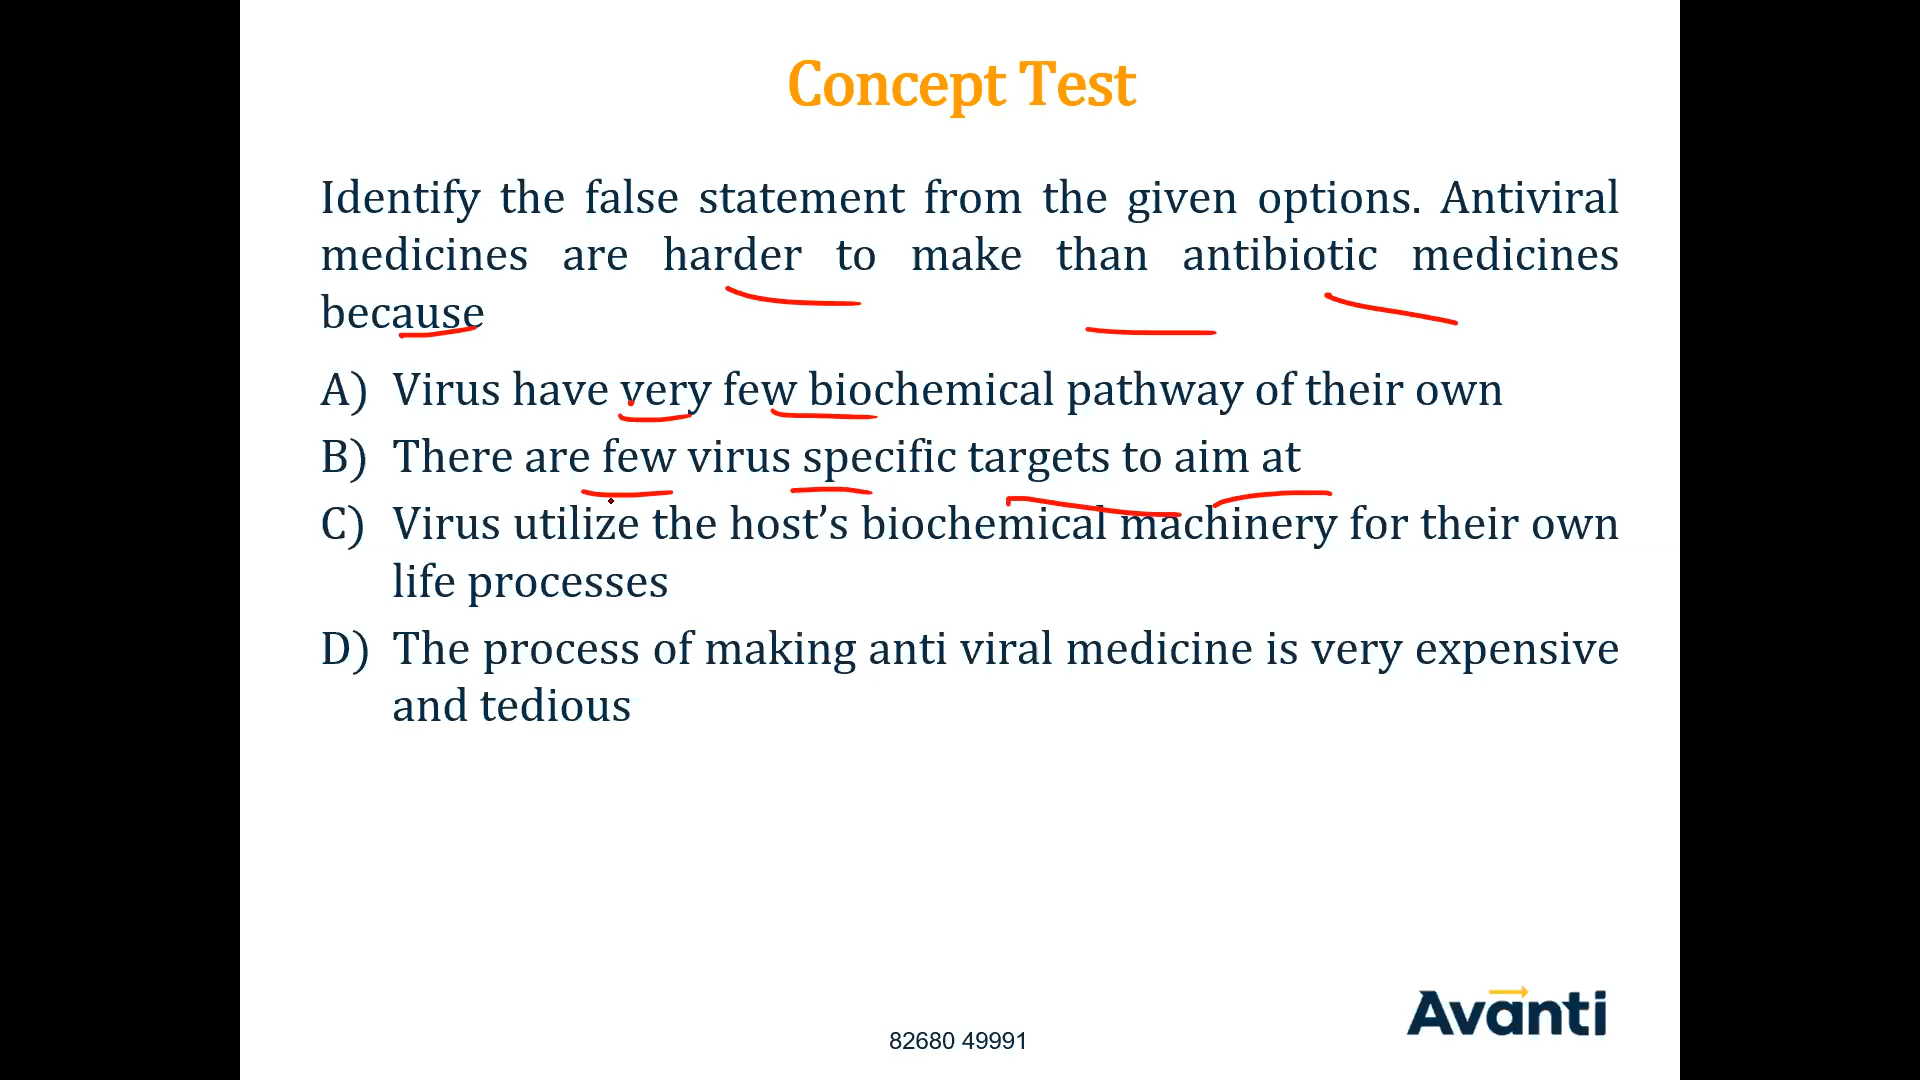 Concept Test
Identify the false statement from the given options. Antiviral
medicines are harder to make than antibiotic medicines
because
A) Virus have very few biochemical pathway of their own
B) There are few virus specific targets to aim at
C) Virus utilize the host’s biochemical machinery for their own
life processes
D) The process of making anti viral medicine is very expensive
and tedious
Avanti
82680 49991